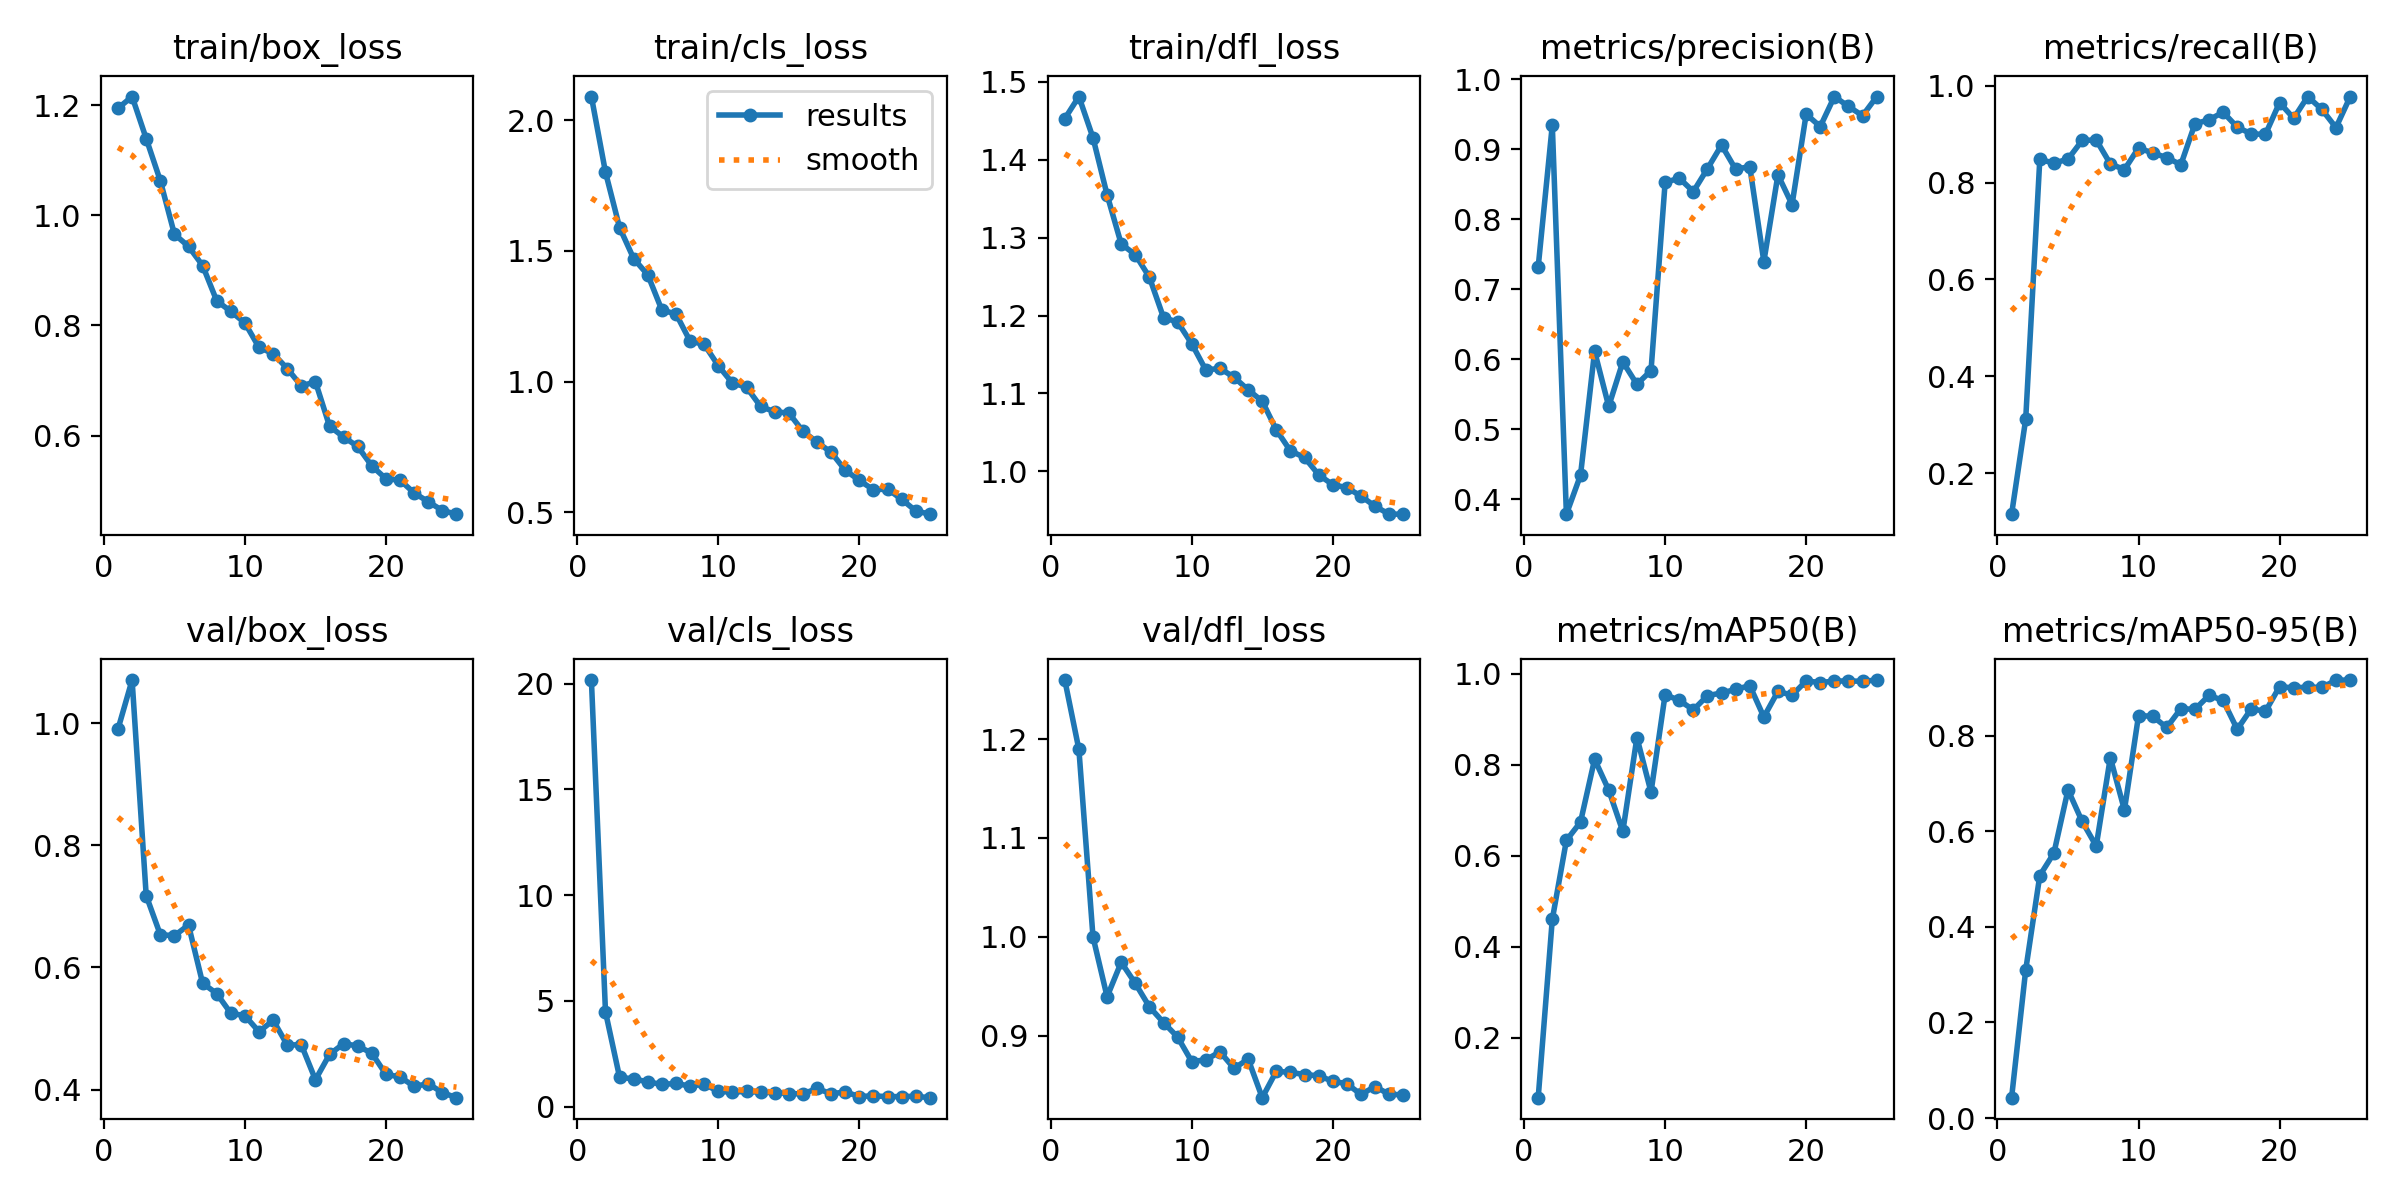 train/box_loss
1.2
1.0
0.8
0.6
0 10 20
train/cls_loss
results
smooth
2.0
1.5
1.0
0.5
0 10 20
train/dfl_loss
1.5
1.4
1.3
1.2
1.1
1.0
0 10 20
metrics/precision(B)
1.0
0.9
0.8
0.7
0.6
0.5
0.4
0 10 20
metrics/recall(B)
1.0
0.8
0.6
0.4
0.2
0 10 20
val/box_loss
1.0
0.8
0.6
0.4
0 10 20
val/cls_loss
20
15
10
5
0
0 10 20
val/dfl_loss
1.2
1.1
1.0
0.9
0 10 20
metrics/mAP50(B)
1.0
0.8
0.6
0.4
0.2
0 10 20
metrics/mAP50-95(B)
0.8
0.6
0.4
0.2
0.0
0 10 20